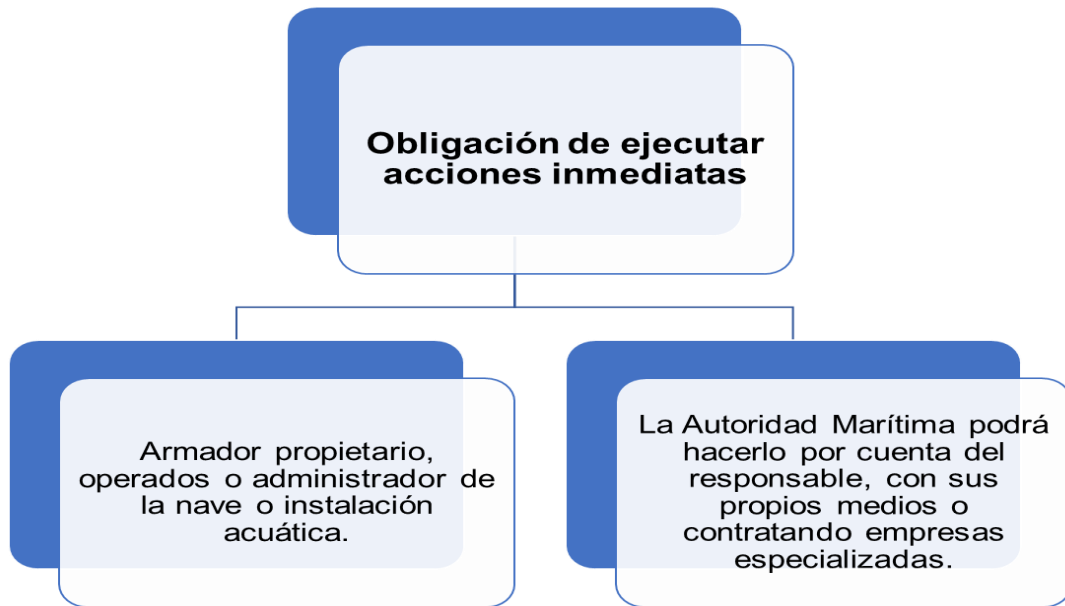 Obligación de ejecutar
acciones inmediatas
Armador propietario,
operados o administrador de
la nave o instalación
acuática.
La Autoridad Marítima podrá
hacerlo por cuenta del
responsable, con sus
propios medios o
contratando empresas
especializadas.